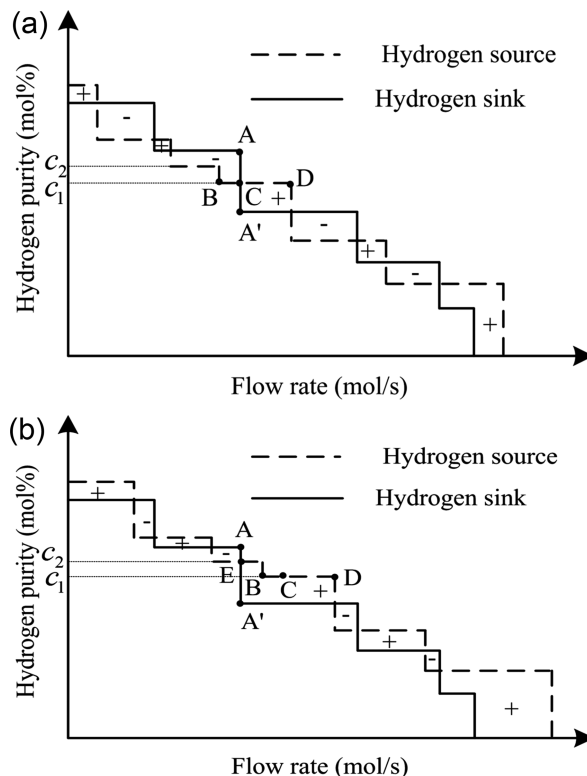 (a)
Hydrogen source
Hydrogen sink
Hydrogen purity (mol%)
+
-
+
-
A
c2
c1
B
C
D
+
A'
-
+
-
+
Flow rate (mol/s)
(b)
Hydrogen source
Hydrogen sink
Hydrogen purity (mol%)
+
-
+
-
A
c2
c1
E
B
C
D
+
A'
-
+
-
+
Flow rate (mol/s)